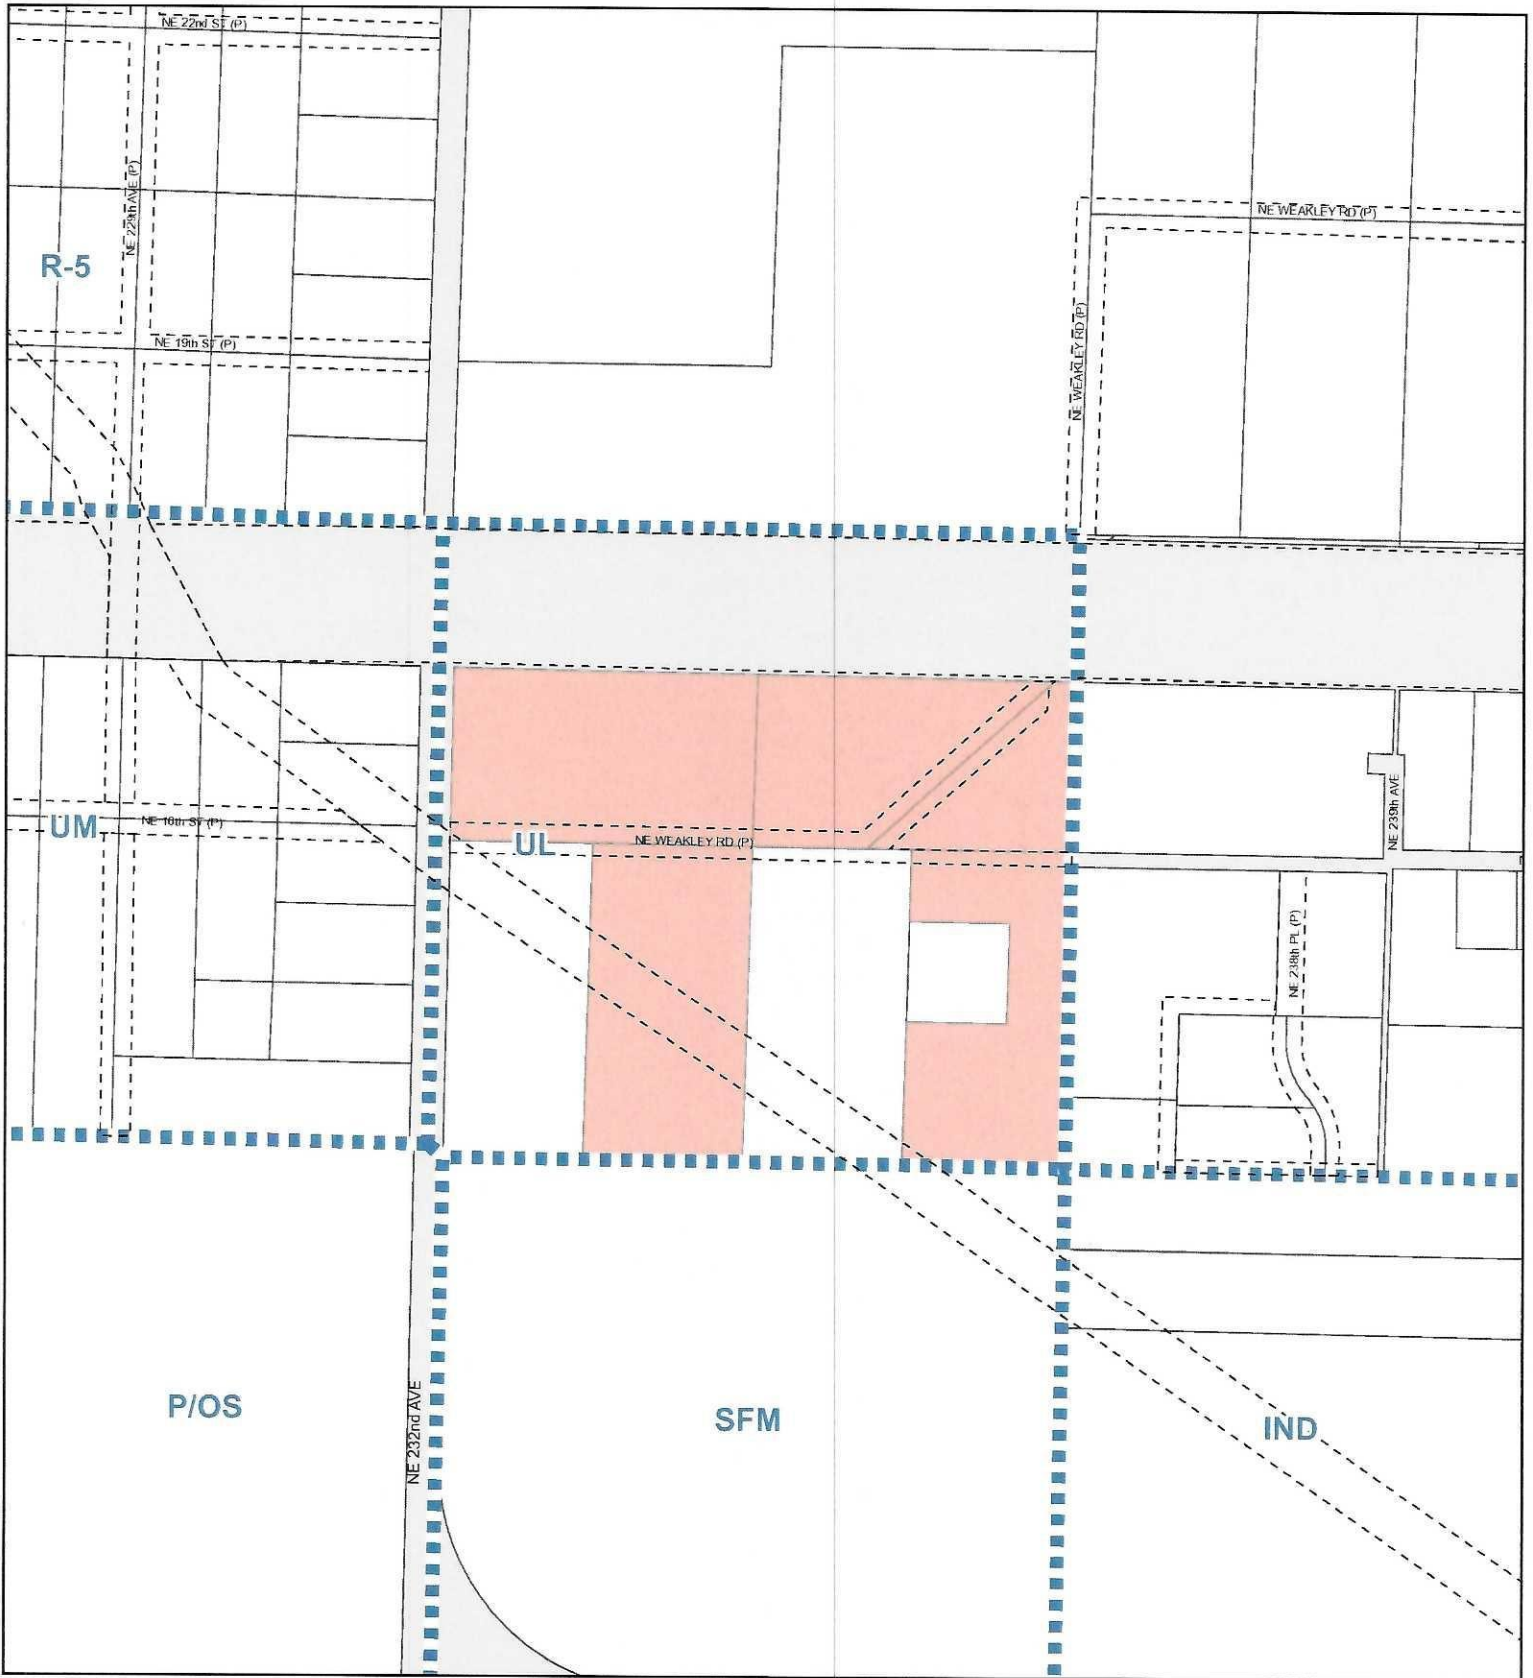 NE 22nd ST (P)
NE 229th AVE (P)
NE WEAKLEY RD (P)
R-5
NE WEAKLEY RD (P)
NE 19th ST (P)
UM
NE 16th ST (P)
UL
NE WEAKLEY RD (P)
NE 239th AVE
NE 238th PL (P)
P/OS
NE 232nd AVE
SFM
IND